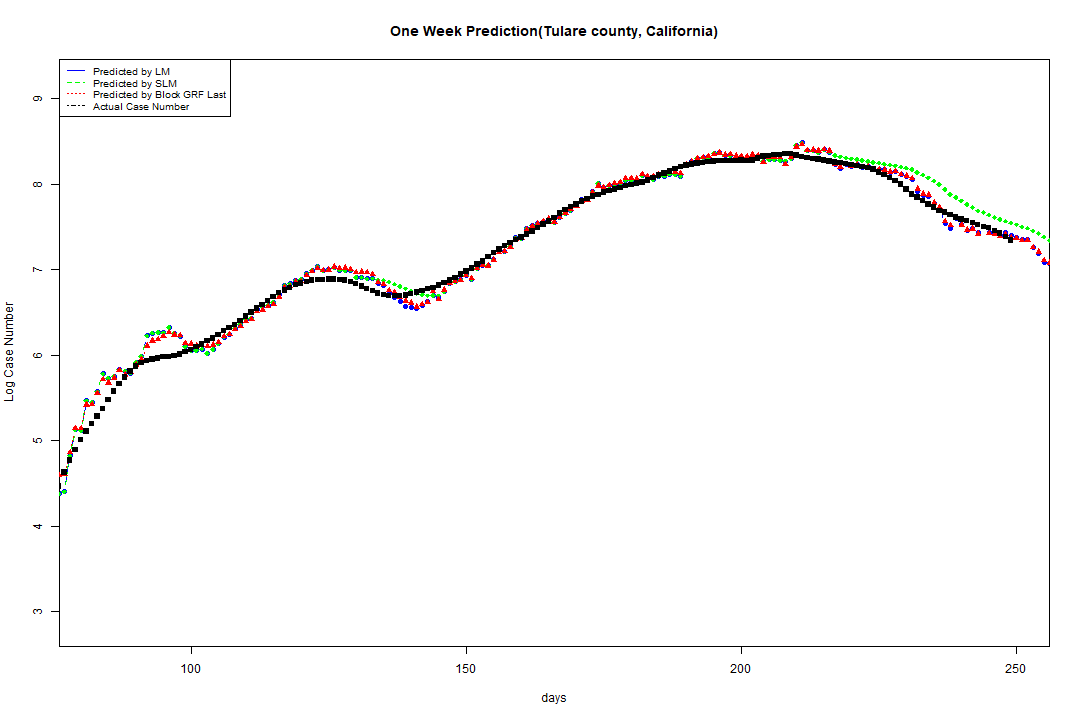 One Week Prediction(Tulare county, California)
Predicted by LM
Predicted by SLM
Predicted by Block GRF Last
Actual Case Number
9
8
7
6
5
4
3
Log Case Number
100 150 200 250
days